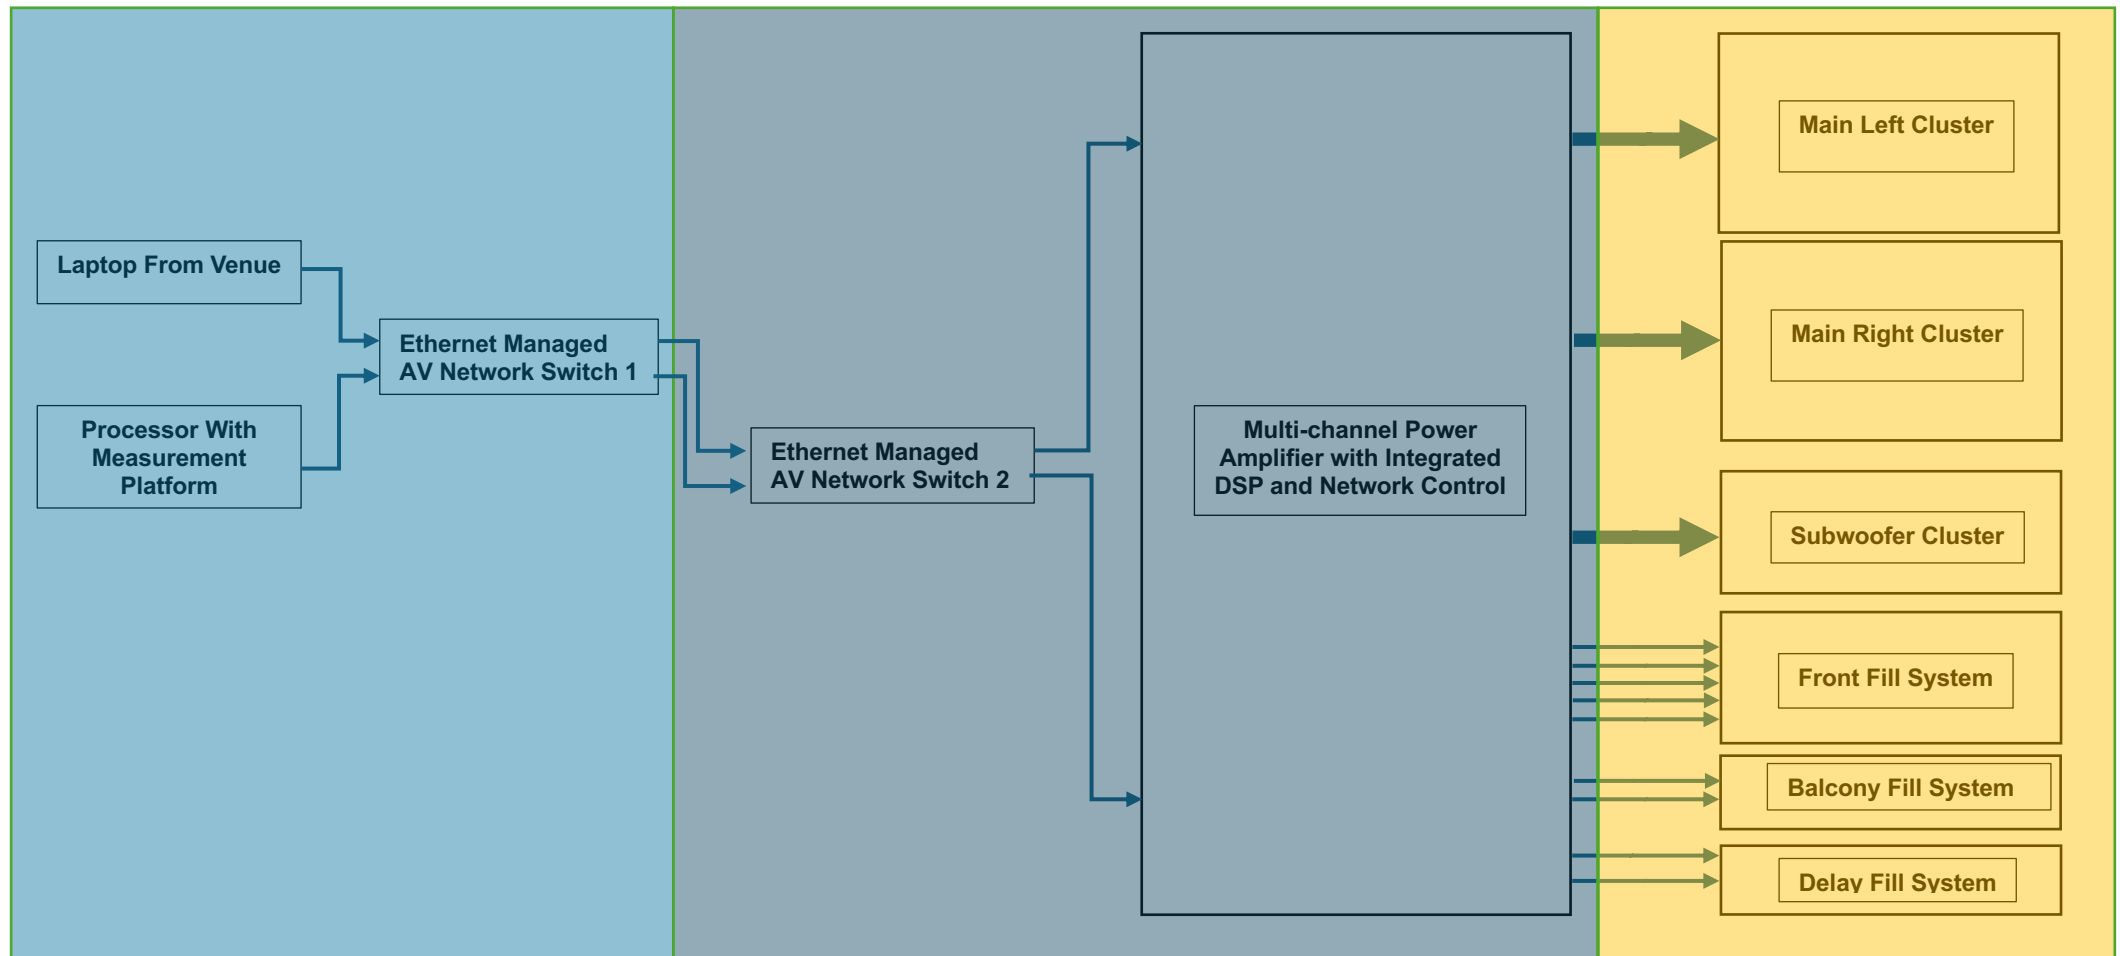 Laptop From Venue
Processor With
Measurement
Platform
Ethernet Managed
AV Network Switch 1
Ethernet Managed
AV Network Switch 2
Multi-channel Power
Amplifier with Integrated
DSP and Network Control
Main Left Cluster
Main Right Cluster
Subwoofer Cluster
Front Fill System
Balcony Fill System
Delay Fill System